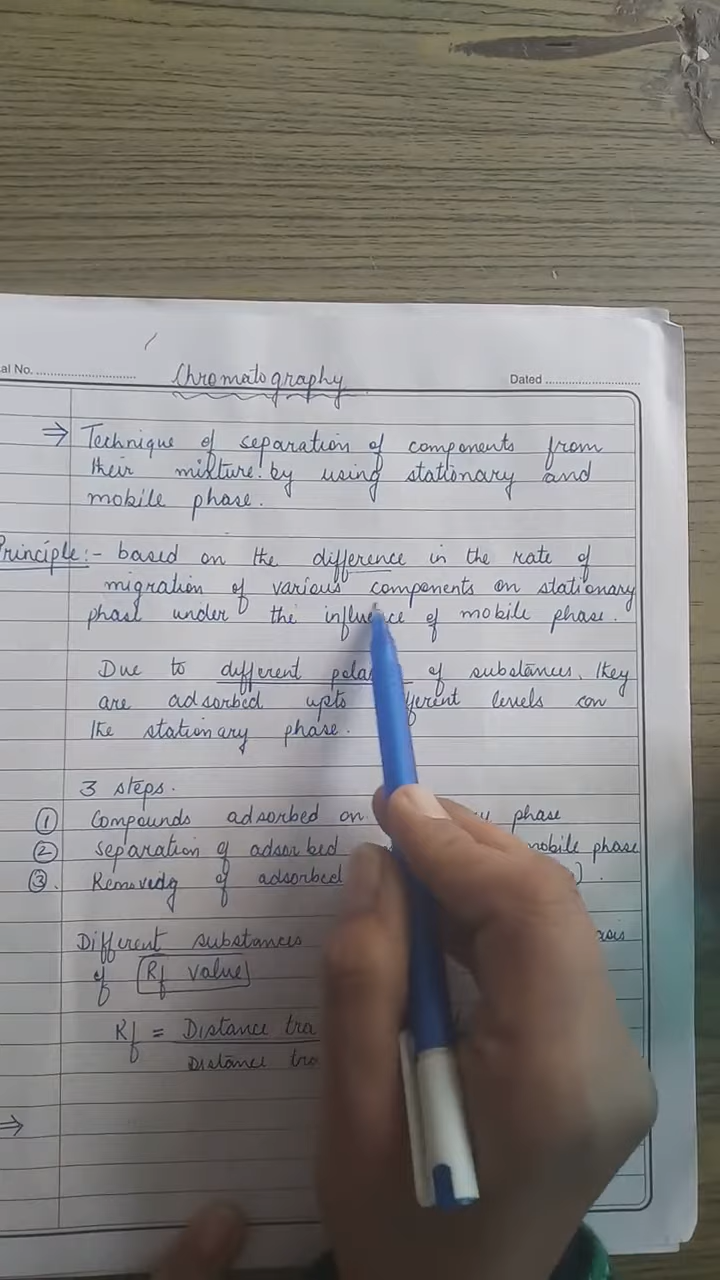 al No. ..............................
Chromatography
Dated ..............................
⇒ Technique of separation of components from
their mixture by using stationary and
mobile phase.
Principle:- based on the difference in the rate of
migration of various components on stationary
phase under the influence of mobile phase.
Due to different of substances, they
are adsorbed upto levels on
the stationary phase.
3 steps.
① Compounds adsorbed on phase
② separation of adsorbed mobile phase
③. of adsorbed
Different substances
of Rf value
Rf = Distance tra
Distance tra
⇒